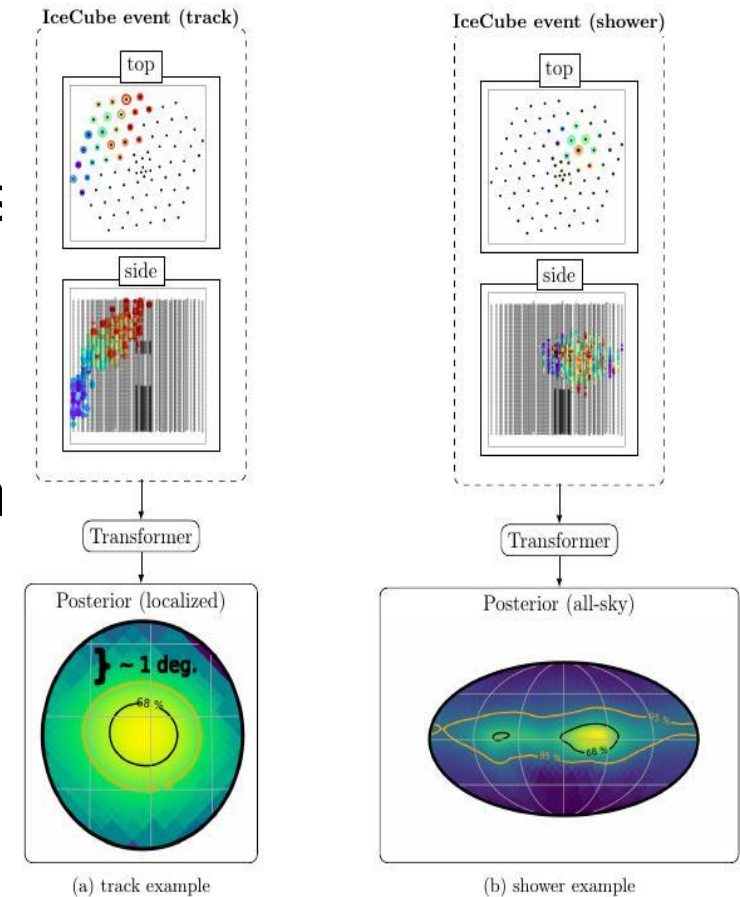 IceCube event (track)
top
side
Transformer
Posterior (localized)
} ~ 1 deg.
68 %
(a) track example
IceCube event (shower)
top
side
Transformer
Posterior (all-sky)
95 %
95 %
68 %
(b) shower example